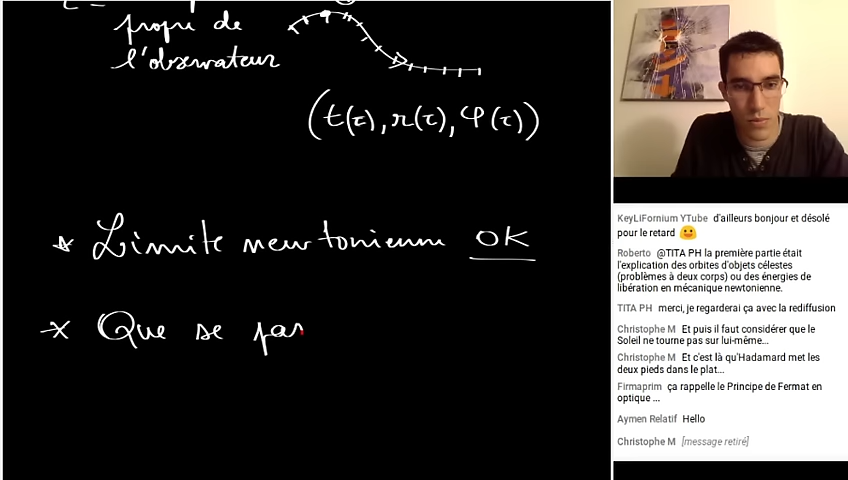 propre de
l'observateur
(t(τ), r(τ), φ(τ))
* Limite newtonienne OK
* Que se pas
KeyLiFornium YTube d'ailleurs bonjour et désolé
pour le retard
Roberto @TITA PH la première partie était
l'explication des orbites d'objets célestes
(problèmes à deux corps) ou des énergies de
libération en mécanique newtonienne.
TITA PH merci, je regarderai ça avec la rediffusion
Christophe M Et puis il faut considérer que le
Soleil ne tourne pas sur lui-même...
Christophe M Et c'est là qu'Hadamard met les
deux pieds dans le plat...
Firmaprim ça rappelle le Principe de Fermat en
optique ...
Aymen Relatif Hello
Christophe M [message retiré]